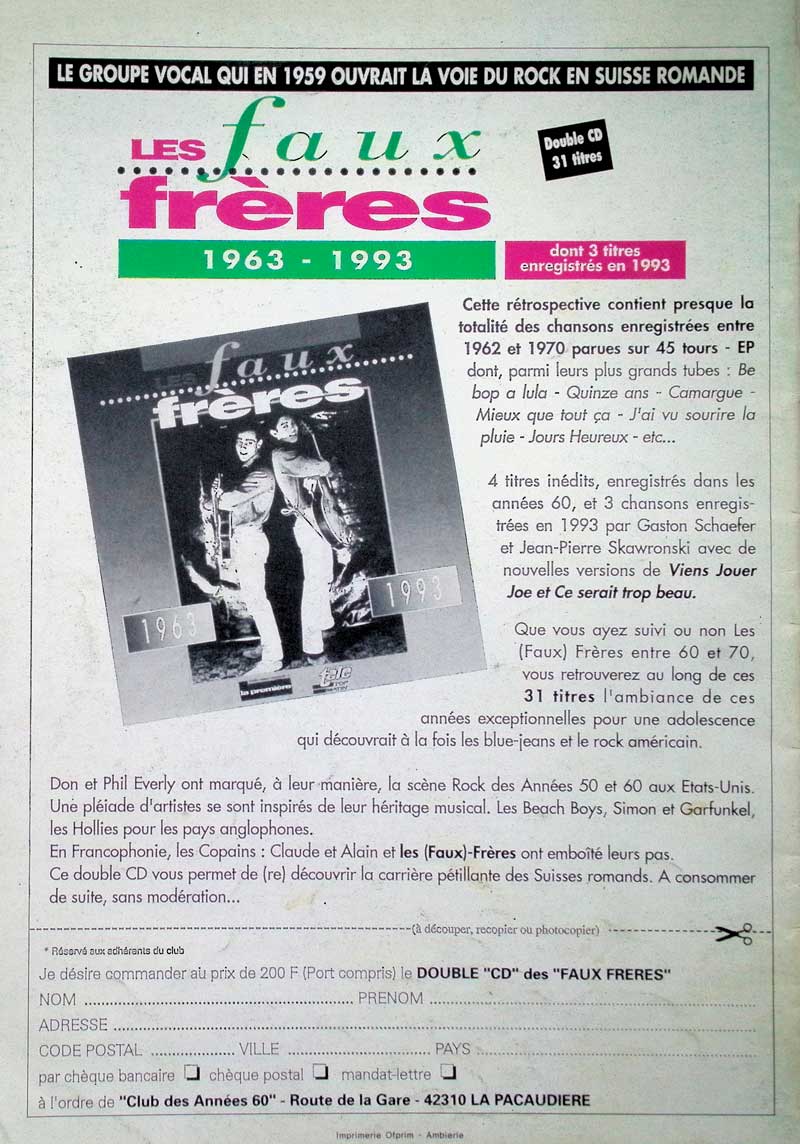 LE GROUPE VOCAL QUI EN 1959 OUVRAIT LA VOIE DU ROCK EN SUISSE ROMANDE
LES faux
frères
Double CD
31 titres
1963 - 1993
dont 3 titres
enregistrés en 1993
LES faux
frères
1963
1993
la première
télé
Cette rétrospective contient presque la
totalité des chansons enregistrées entre
1962 et 1970 parues sur 45 tours - EP
dont, parmi leurs plus grands tubes : Be
bop a lula - Quinze ans - Camargue -
Mieux que tout ça - J'ai vu sourire la
pluie - Jours Heureux - etc...
4 titres inédits, enregistrés dans les
années 60, et 3 chansons enregis-
trées en 1993 par Gaston Schaefer
et Jean-Pierre Skawronski avec de
nouvelles versions de Viens Jouer
Joe et Ce serait trop beau.
Que vous ayez suivi ou non Les
(Faux) Frères entre 60 et 70,
vous retrouverez au long de ces
31 titres l'ambiance de ces
années exceptionnelles pour une adolescence
qui découvrait à la fois les blue-jeans et le rock américain.
Don et Phil Everly ont marqué, à leur manière, la scène Rock des Années 50 et 60 aux Etats-Unis.
Une pléiade d'artistes se sont inspirés de leur héritage musical. Les Beach Boys, Simon et Garfunkel,
les Hollies pour les pays anglophones.
En Francophonie, les Copains : Claude et Alain et les (Faux)-Frères ont emboîté leurs pas.
Ce double CD vous permet de (re) découvrir la carrière pétillante des Suisses romands. A consommer
de suite, sans modération...
(à découper, recopier ou photocopier)
* Réservé aux adhérants du club
Je désire commander au prix de 200 F (Port compris) le DOUBLE "CD" des "FAUX FRERES"
NOM ........ PRENOM ........
ADRESSE ........
CODE POSTAL ........ VILLE ........ PAYS ........
par chèque bancaire ❏ chèque postal ❏ mandat-lettre ❏
à l'ordre de "Club des Années 60" - Route de la Gare - 42310 LA PACAUDIERE
Imprimerie Ofprim - Ambierle